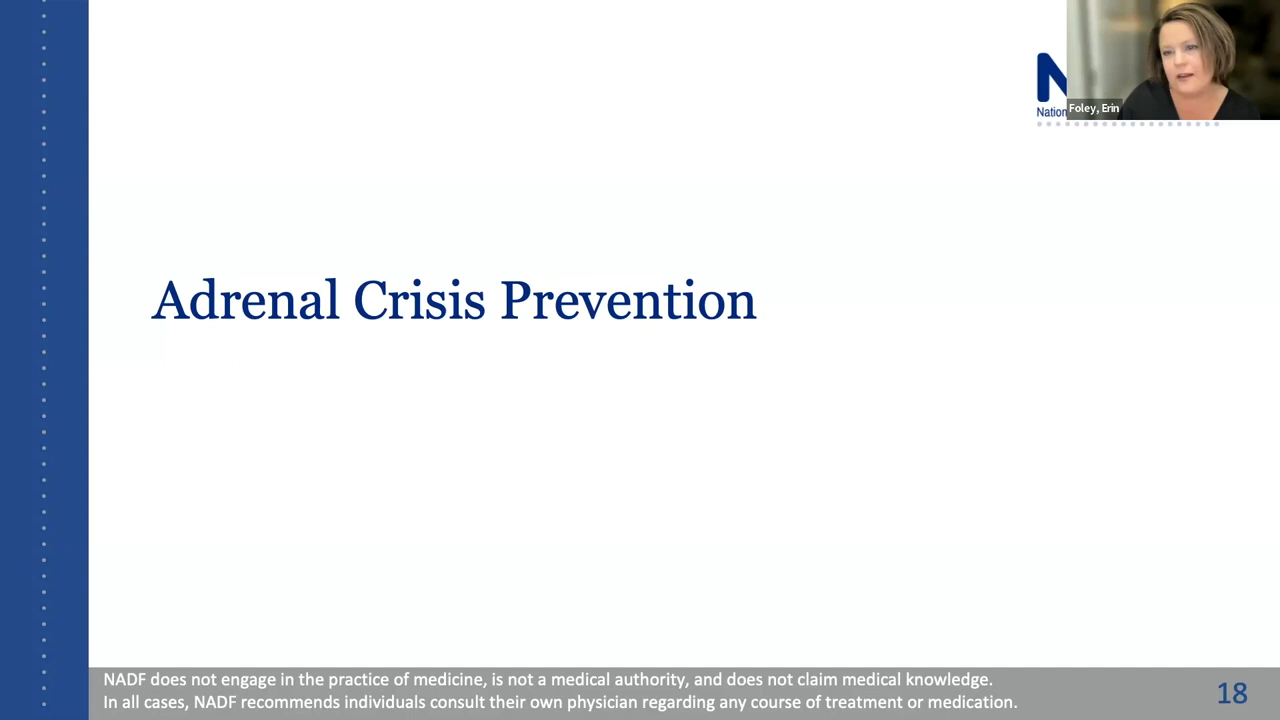 N
Nation
Foley, Erin
Adrenal Crisis Prevention
NADF does not engage in the practice of medicine, is not a medical authority, and does not claim medical knowledge.
In all cases, NADF recommends individuals consult their own physician regarding any course of treatment or medication.
18